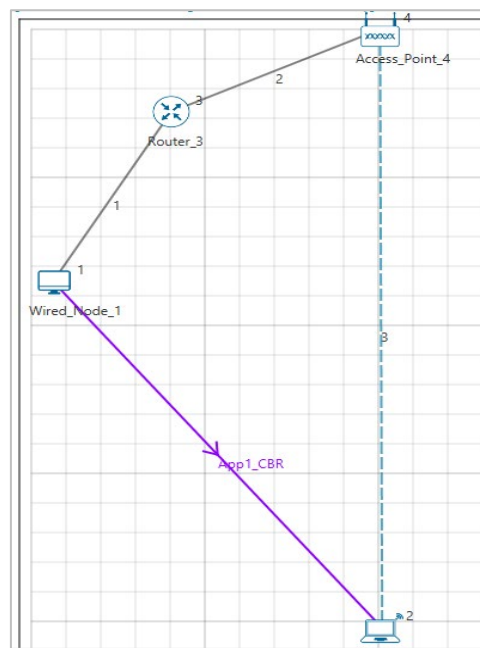 4
Access_Point_4
2
3
Router_3
1
1
Wired_Node_1
3
App1_CBR
2